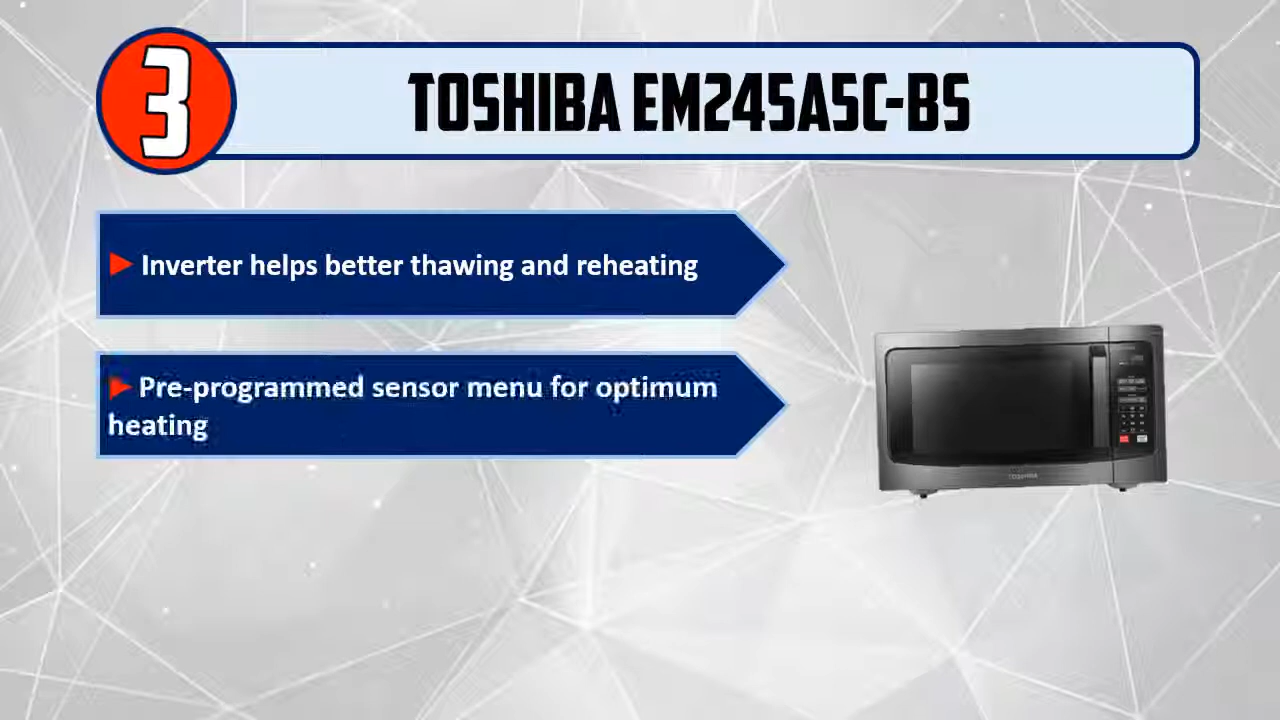 3
TOSHIBA EM245A5C-BS
Inverter helps better thawing and reheating
Pre-programmed sensor menu for optimum
heating
TOSHIBA